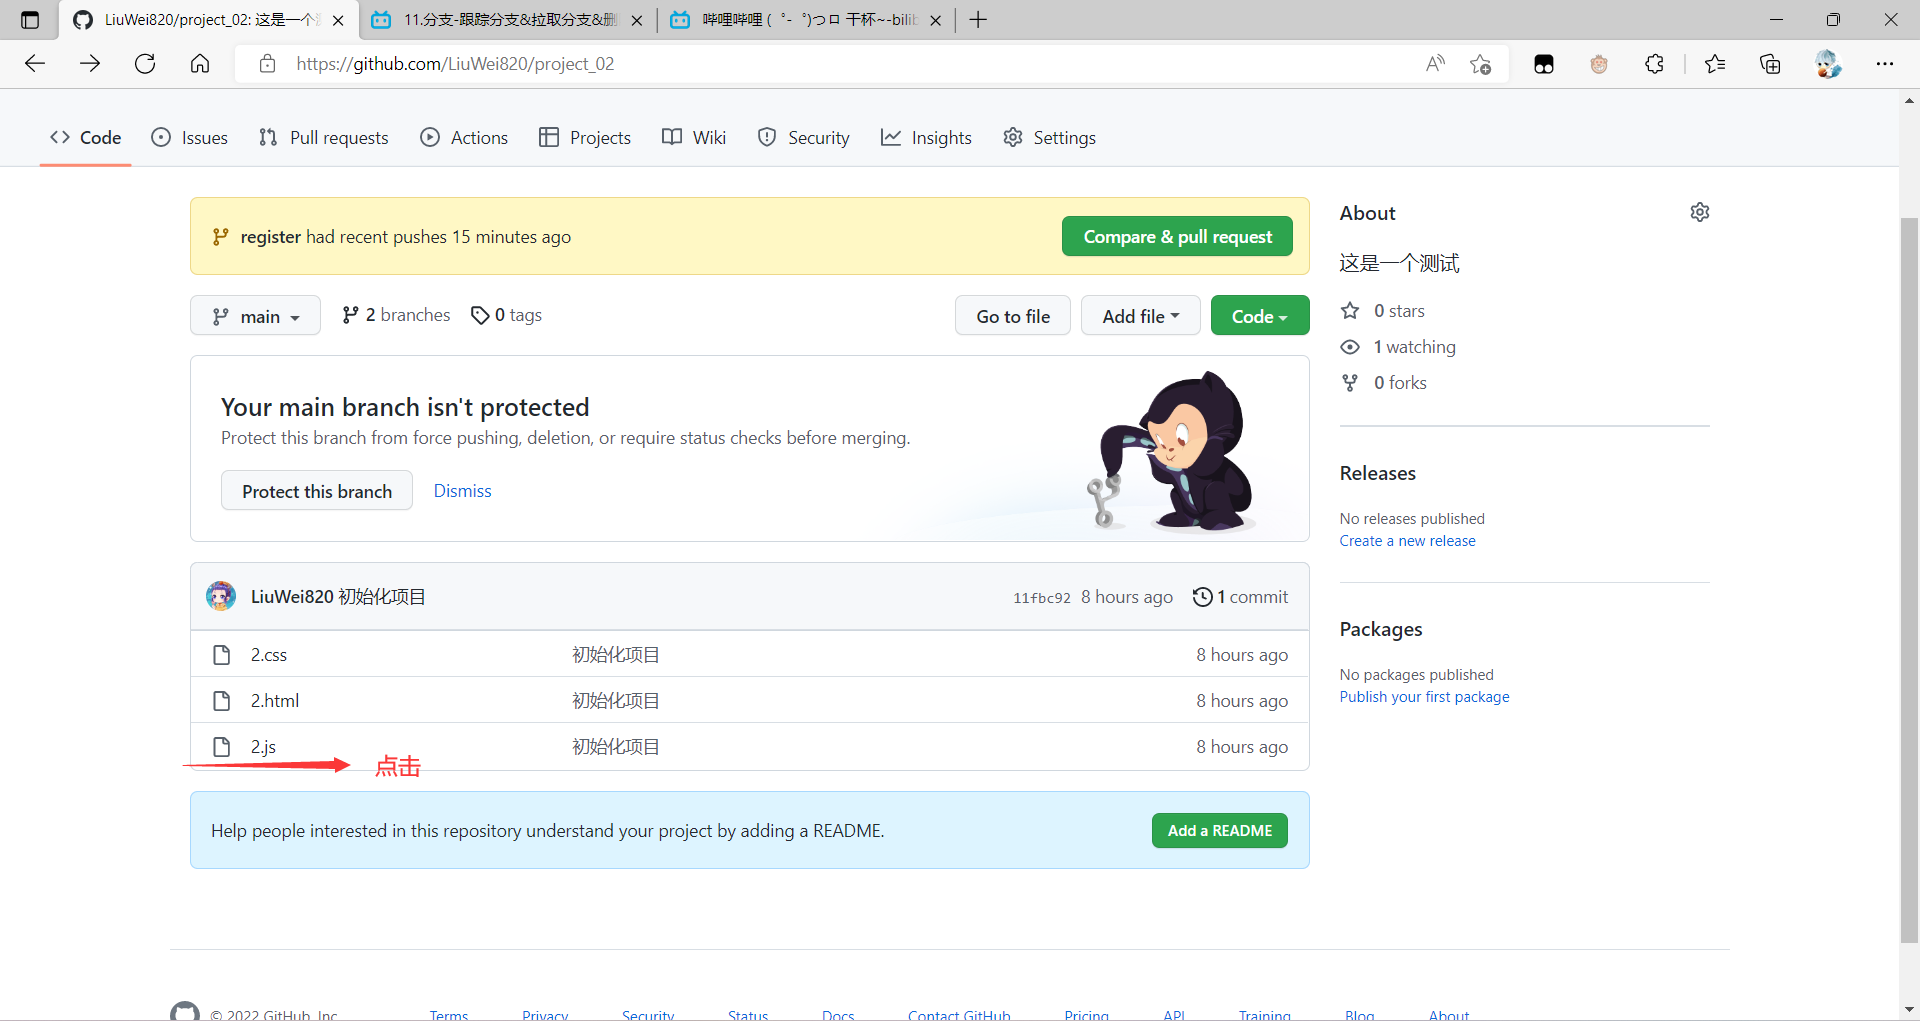 LiuWei820/project_02: 这是一个
11.分支-跟踪分支&拉取分支&删
哔哩哔哩 (゜-゜)つロ 干杯~-bilib
https://github.com/LiuWei820/project_02
Code
Issues
Pull requests
Actions
Projects
Wiki
Security
Insights
Settings
register had recent pushes 15 minutes ago
Compare & pull request
main
2 branches
0 tags
Go to file
Add file
Code
Your main branch isn't protected
Protect this branch from force pushing, deletion, or require status checks before merging.
Protect this branch
Dismiss
LiuWei820 初始化项目
11fbc92 8 hours ago
1 commit
2.css 初始化项目 8 hours ago
2.html 初始化项目 8 hours ago
2.js 初始化项目 8 hours ago
点击
Help people interested in this repository understand your project by adding a README.
Add a README
About
这是一个测试
0 stars
1 watching
0 forks
Releases
No releases published
Create a new release
Packages
No packages published
Publish your first package
© 2022 GitHub, Inc.
Terms
Privacy
Security
Status
Docs
Contact GitHub
Pricing
API
Training
Blog
About